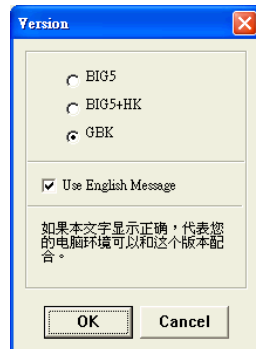 Version
BIG5
BIG5+HK
GBK
Use English Message
如果本文字显示正确，代表您
的电脑环境可以和这个版本配
合。
OK
Cancel